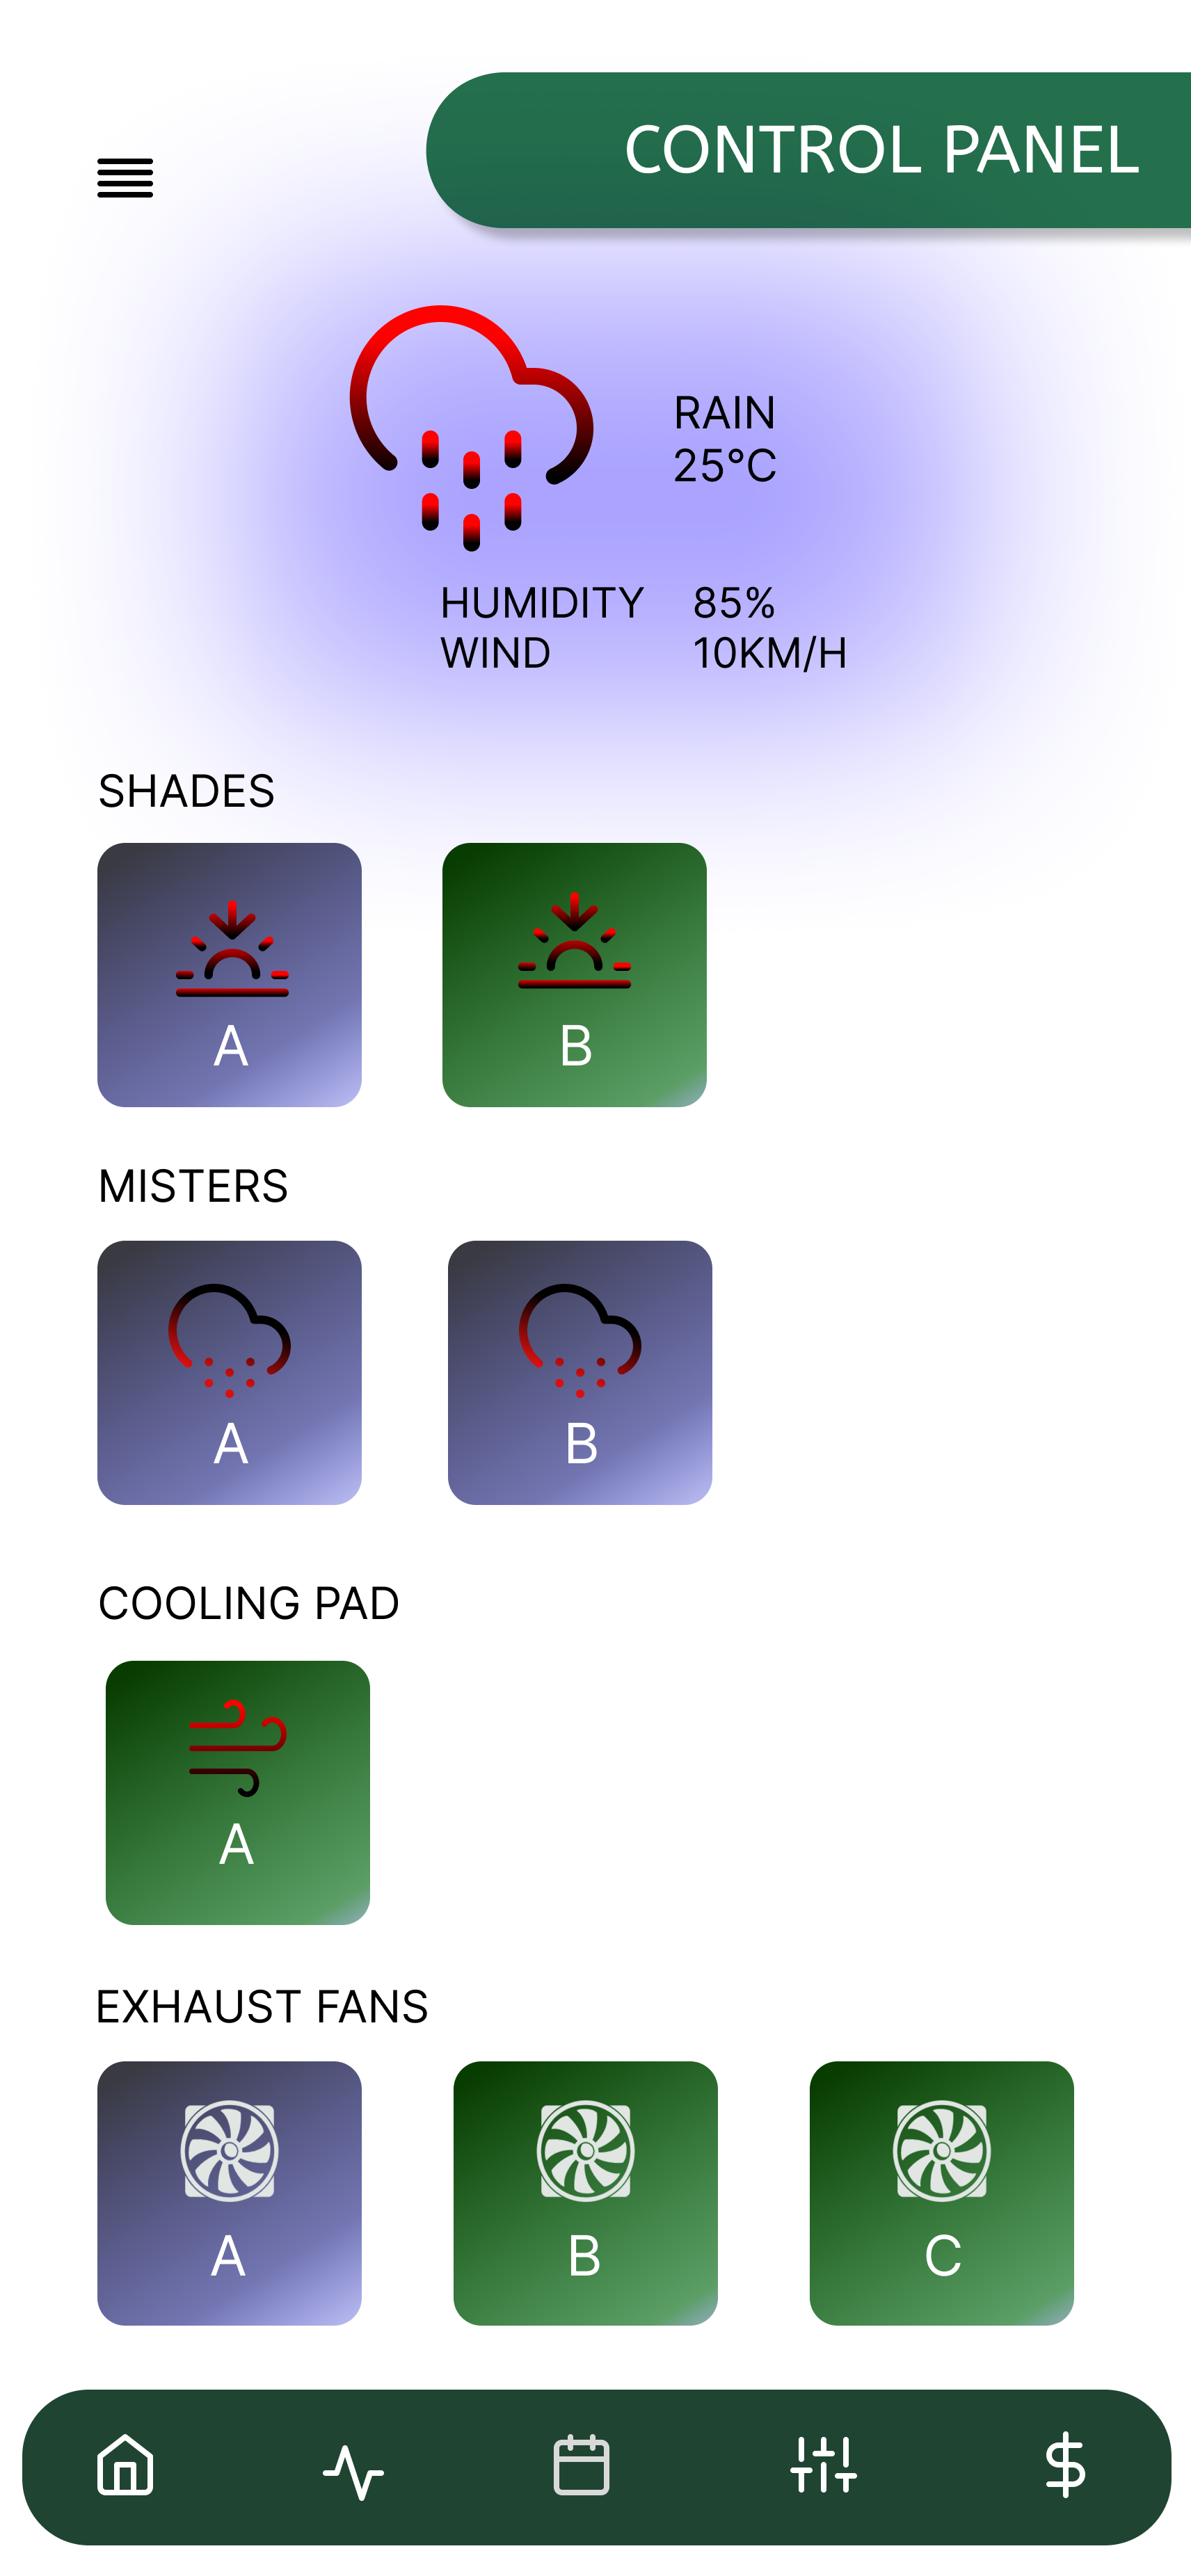 CONTROL PANEL
RAIN
25°C
HUMIDITY 85%
WIND 10KM/H
SHADES
A B
MISTERS
A B
COOLING PAD
A
EXHAUST FANS
A B C